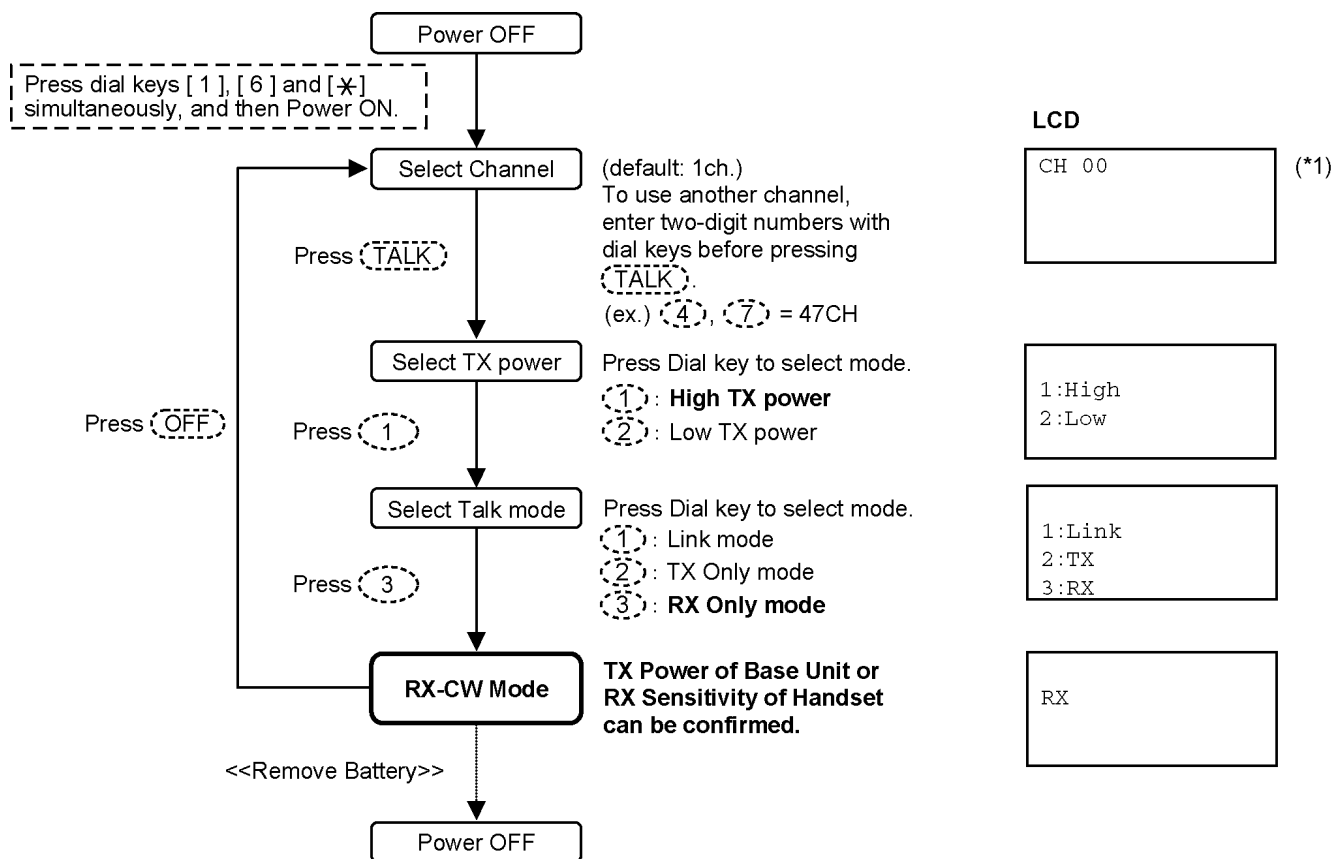 Power OFF
Press dial keys [ 1 ], [ 6 ] and [*]
simultaneously, and then Power ON.
LCD
Select Channel
(default: 1ch.)
To use another channel,
enter two-digit numbers with
dial keys before pressing
TALK.
(ex.) 4, 7 = 47CH
CH 00
(*1)
Press TALK
Select TX power
Press Dial key to select mode.
1 : High TX power
2 : Low TX power
1:High
2:Low
Press OFF
Press 1
Select Talk mode
Press Dial key to select mode.
1 : Link mode
2 : TX Only mode
3 : RX Only mode
1:Link
2:TX
3:RX
Press 3
RX-CW Mode
TX Power of Base Unit or
RX Sensitivity of Handset
can be confirmed.
RX
<<Remove Battery>>
Power OFF